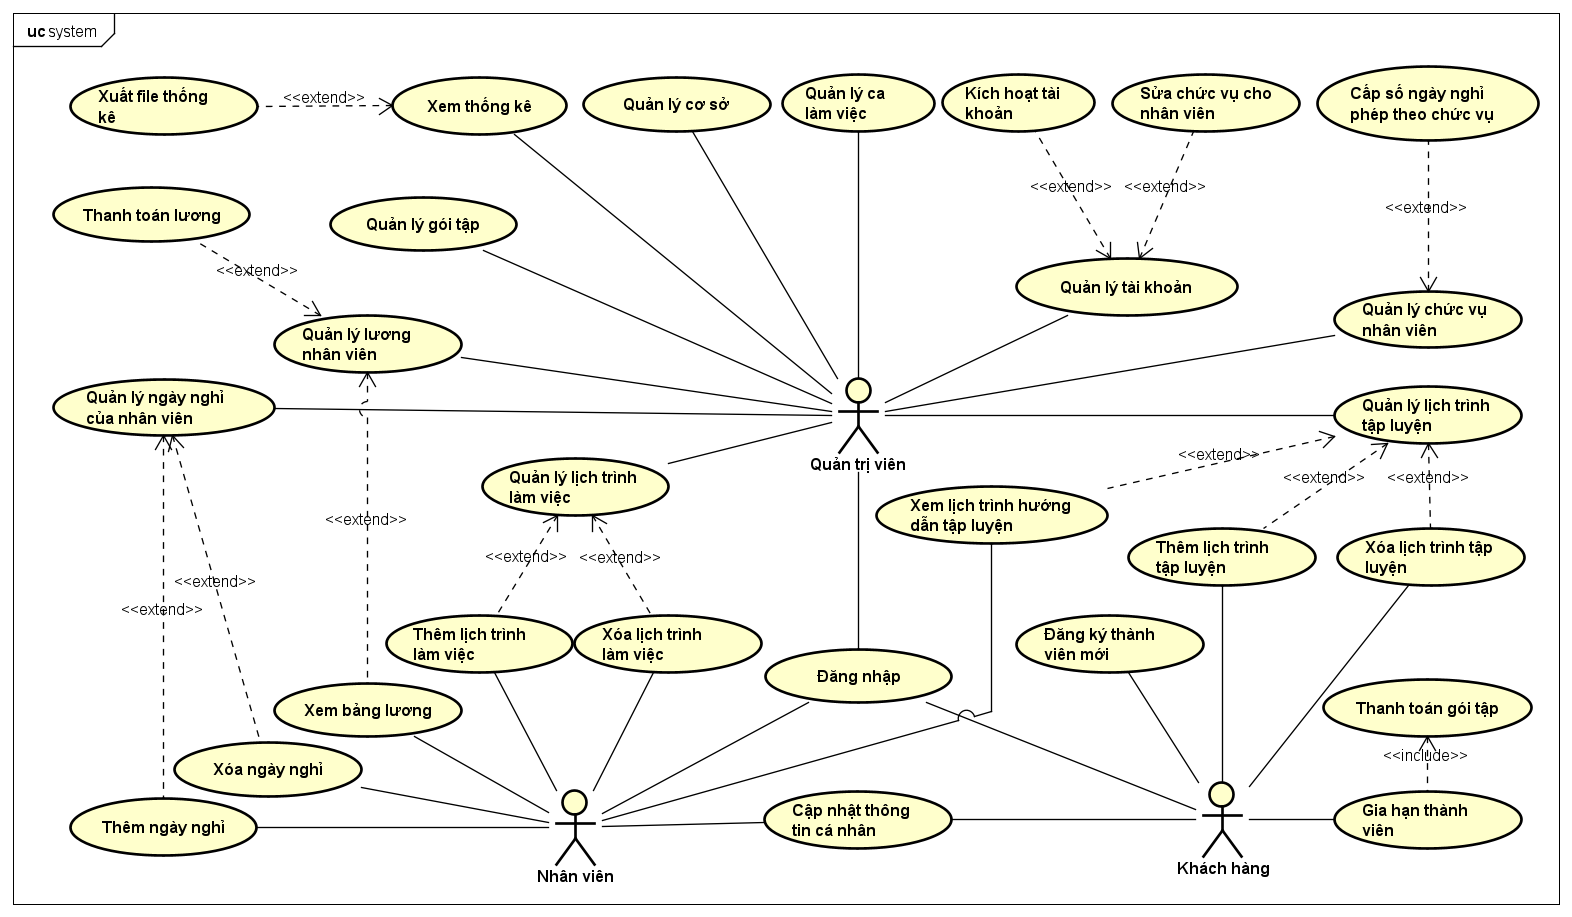 uc system
Xuất file thống
kê
<<extend>>
Xem thống kê
Quản lý cơ sở
Quản lý ca
làm việc
Kích hoạt tài
khoản
Sửa chức vụ cho
nhân viên
Cấp số ngày nghỉ
phép theo chức vụ
<<extend>>
<<extend>>
<<extend>>
Thanh toán lương
Quản lý gói tập
<<extend>>
Quản lý tài khoản
Quản lý lương
nhân viên
Quản lý chức vụ
nhân viên
Quản lý ngày nghỉ
của nhân viên
Quản lý lịch trình
tập luyện
Quản trị viên
<<extend>>
<<extend>>
<<extend>>
Quản lý lịch trình
làm việc
Xem lịch trình hướng
dẫn tập luyện
<<extend>>
<<extend>>
<<extend>>
Thêm lịch trình
tập luyện
Xóa lịch trình tập
luyện
<<extend>>
<<extend>>
Thêm lịch trình
làm việc
Xóa lịch trình
làm việc
Đăng ký thành
viên mới
Đăng nhập
Xem bảng lương
Thanh toán gói tập
<<include>>
Xóa ngày nghỉ
Thêm ngày nghỉ
Cập nhật thông
tin cá nhân
Gia hạn thành
viên
Nhân viên
Khách hàng